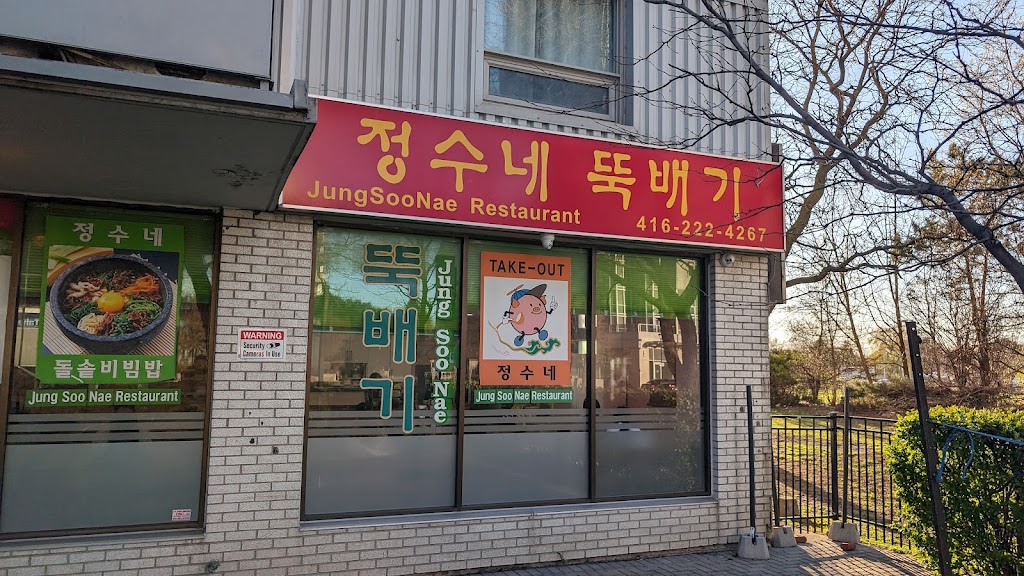 정수네 뚝배기
JungSooNae Restaurant
416-222-4267
정수네
돌솥비빔밥
Jung Soo Nae Restaurant
WARNING
Security
Cameras In Use
뚝배기
Jung Soo Nae
TAKE-OUT
정수네
Jung Soo Nae Restaurant